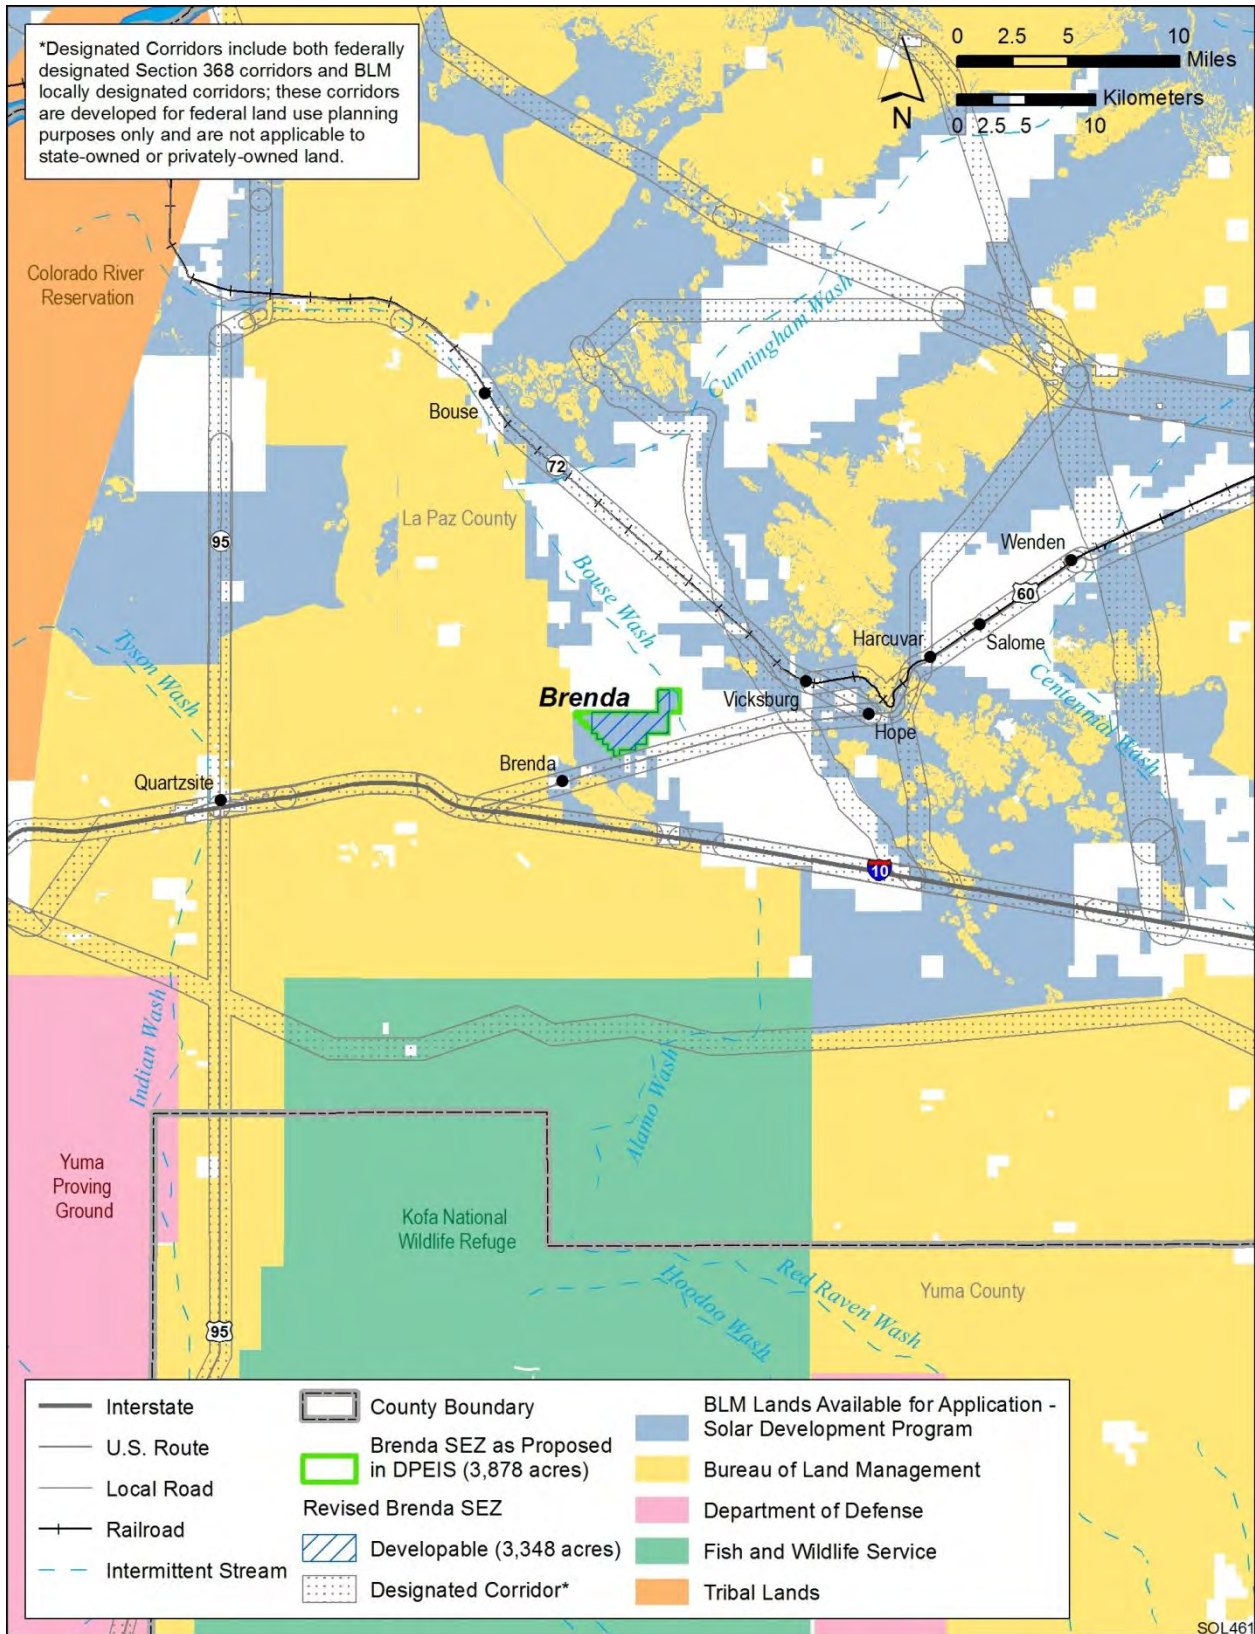 *Designated Corridors include both federally
designated Section 368 corridors and BLM
locally designated corridors; these corridors
are developed for federal land use planning
purposes only and are not applicable to
state-owned or privately-owned land.
0 2.5 5 10
Miles
Kilometers
0 2.5 5 10
N
Colorado River
Reservation
Cunningham Wash
Bouse
72
La Paz County
95
Wenden
Bouse Wash
60
Tyson Wash
Harcuvar
Salome
Brenda
Vicksburg
Centennial Wash
Hope
Brenda
Quartzsite
10
Indian Wash
Alamo Wash
Yuma
Proving
Ground
Kofa National
Wildlife Refuge
Hoodoo Wash
Red Raven Wash
Yuma County
95
Interstate
U.S. Route
Local Road
Railroad
Intermittent Stream
County Boundary
Brenda SEZ as Proposed
in DPEIS (3,878 acres)
Revised Brenda SEZ
Developable (3,348 acres)
Designated Corridor*
BLM Lands Available for Application -
Solar Development Program
Bureau of Land Management
Department of Defense
Fish and Wildlife Service
Tribal Lands
SOL461